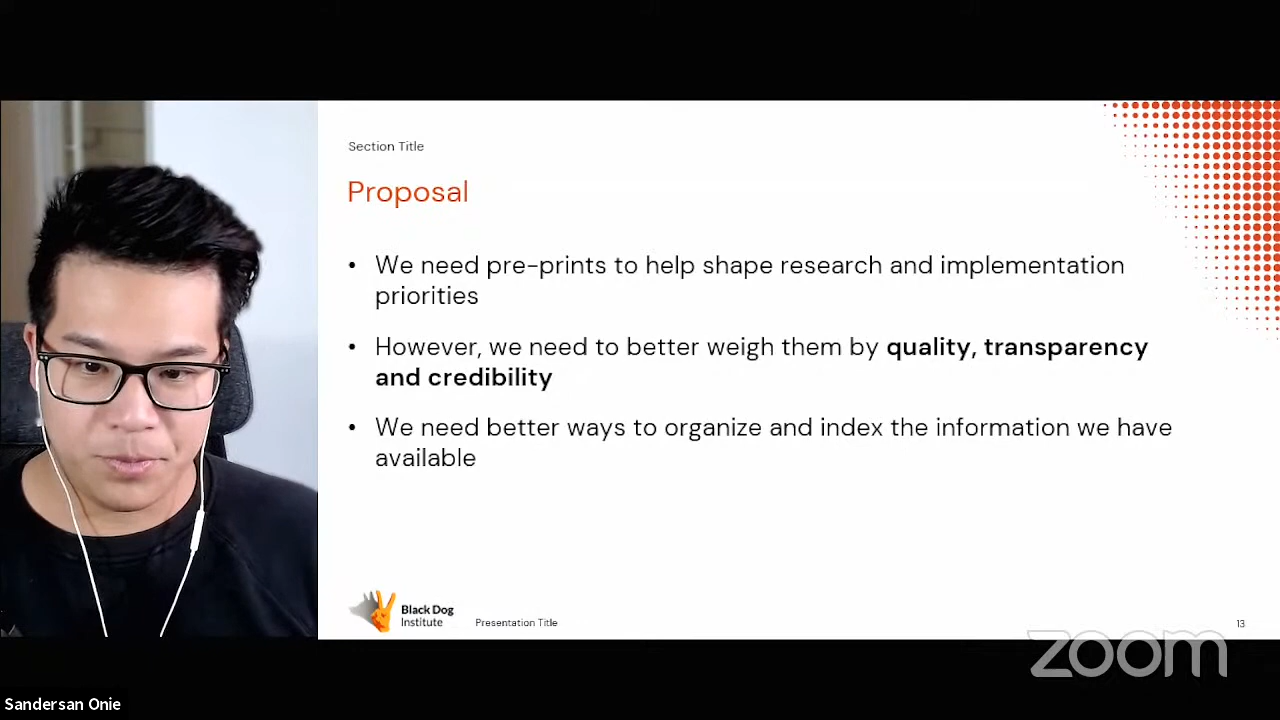 Section Title
Proposal
• We need pre-prints to help shape research and implementation
priorities
• However, we need to better weigh them by quality, transparency
and credibility
• We need better ways to organize and index the information we have
available
Black Dog
Institute
Presentation Title
13
zoom
Sandersan Onie